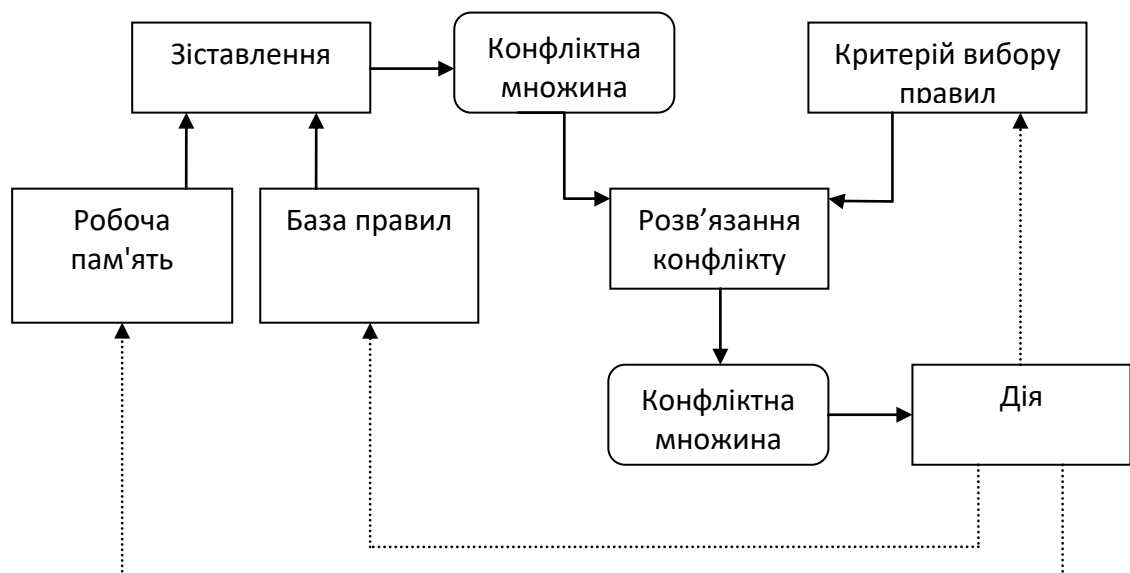 Зіставлення
Конфліктна
множина
Критерій вибору
правил
Робоча
пам'ять
База правил
Розв’язання
конфлікту
Конфліктна
множина
Дія